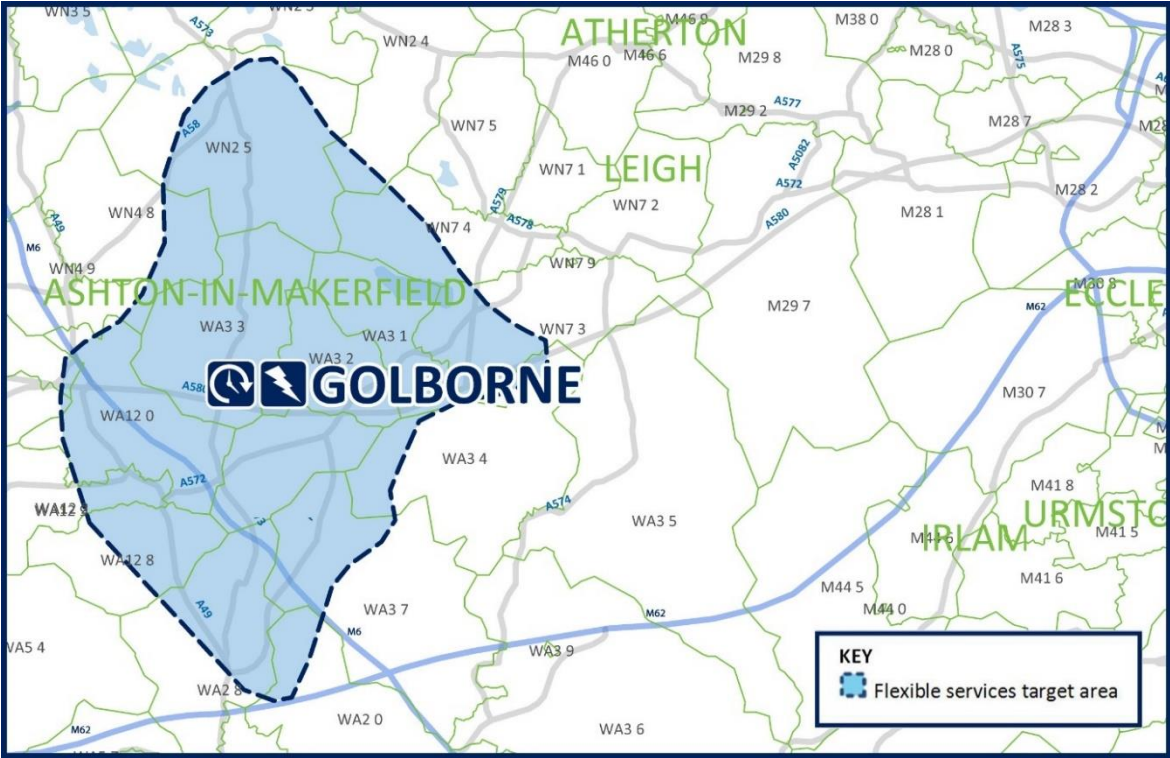 WN3 5
A573
WN2 4
ATHERTON
M46 9
M38 0
M28 3
M28 0
M46 6
M46 0
M29 8
A575
A577
M29 2
A58
WN7 5
M28 7
WN2 5
A5082
WN7 1
LEIGH
A572
M28 2
A579
WN7 2
WN4 8
A49
A578
A580
M28 1
WN7 4
M6
WN4 9
WN7 9
ASHTON-IN-MAKERFIELD
M30 8
ECCLE
M29 7
M62
WA3 3
WA3 1
WN7 3
WA3 2
A580
GOLBORNE
WA12 0
M30 7
WA3 4
A572
M41 8
A574
WA3 5
URMSTO
M41 5
IRLAM
WA12 8
M41 6
M44 5
WA3 7
M44 0
A49
M62
M6
WA5 4
WA3 9
KEY
Flexible services target area
WA2 8
WA2 0
M62
WA3 6